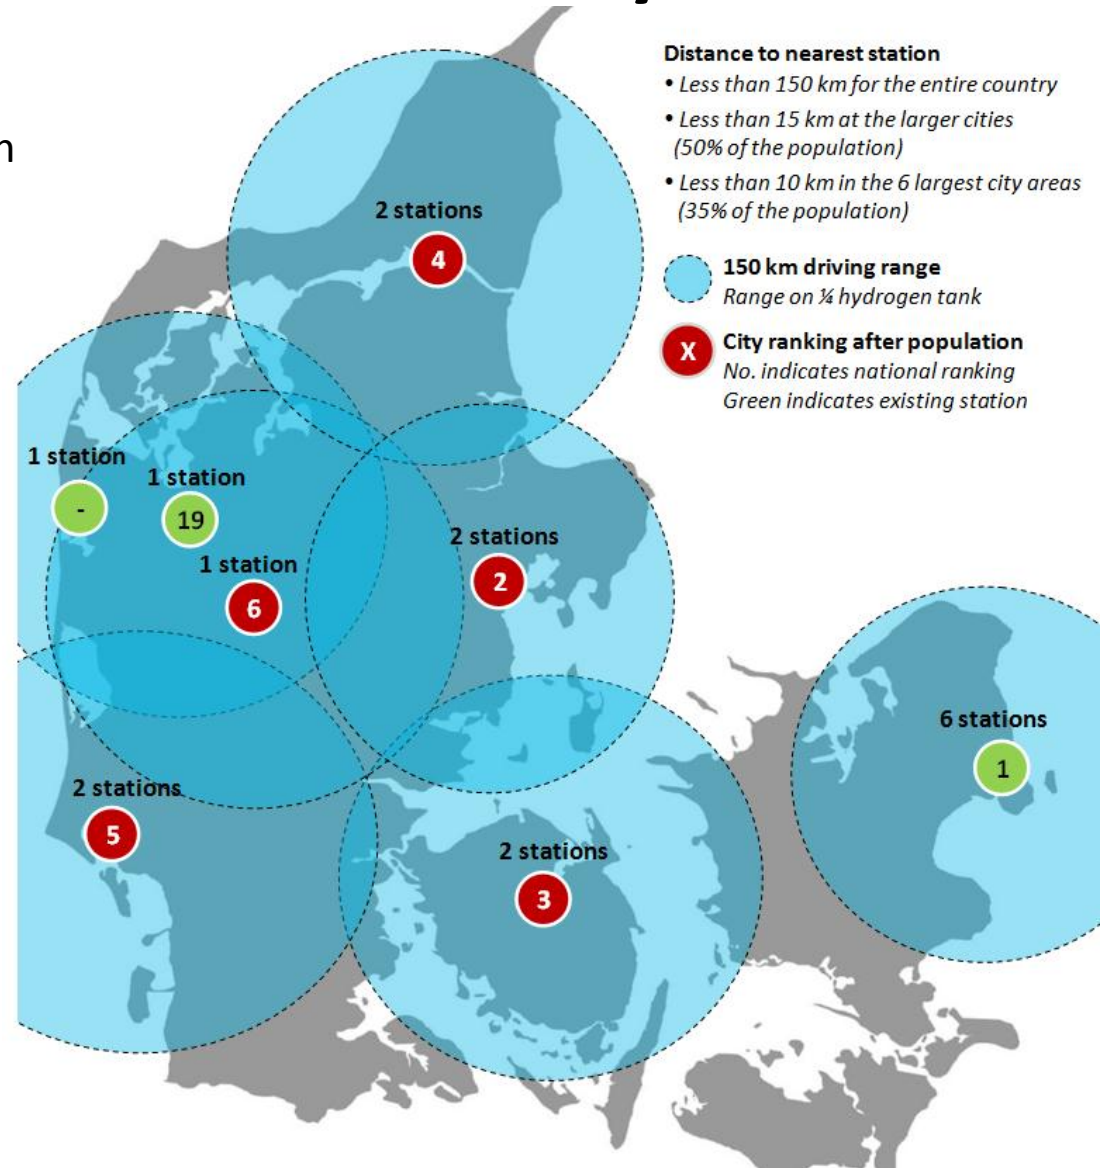 n
Distance to nearest station
• Less than 150 km for the entire country
• Less than 15 km at the larger cities
(50% of the population)
• Less than 10 km in the 6 largest city areas
(35% of the population)
150 km driving range
Range on ¼ hydrogen tank
X
City ranking after population
No. indicates national ranking
Green indicates existing station
2 stations
4
1 station
-
1 station
19
1 station
6
2 stations
2
6 stations
1
2 stations
5
2 stations
3